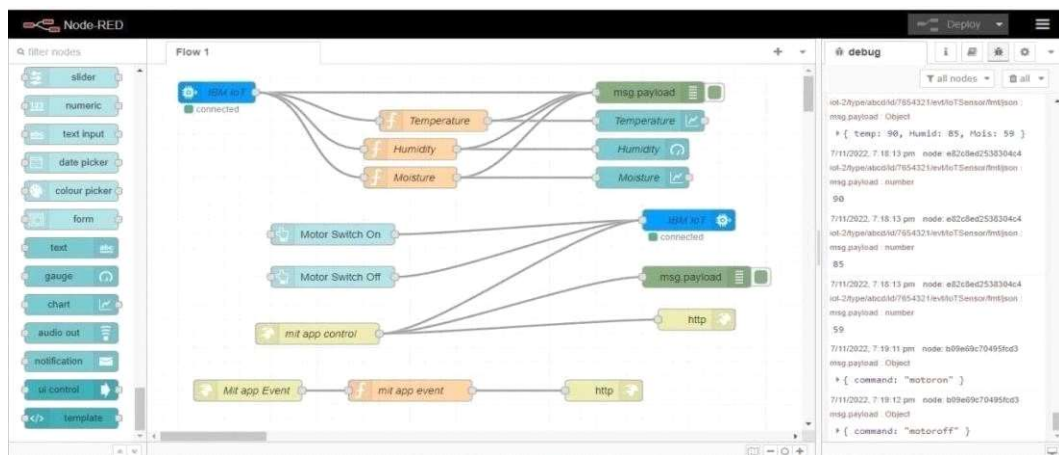 Node-RED
Deploy
filter nodes
slider
numeric
text input
date picker
colour picker
form
text
gauge
chart
audio out
notification
ui control
template
Flow 1
IBM IoT
connected
msg.payload
Temperature
Temperature
Humidity
Humidity
Moisture
Moisture
Motor Switch On
IBM IoT
connected
Motor Switch Off
msg.payload
http
mit app control
Mit app Event
mit app event
http
debug
all nodes
all
iot-2/type/abcd/id/7654321/evt/IoTSensor/fmt/json :
msg.payload : Object
{ temp: 90, Humid: 85, Mois: 59 }
7/11/2022, 7:18:13 pm node: e82c8ed2538304c4
iot-2/type/abcd/id/7654321/evt/IoTSensor/fmt/json :
msg.payload : number
90
7/11/2022, 7:18:13 pm node: e82c8ed2538304c4
iot-2/type/abcd/id/7654321/evt/IoTSensor/fmt/json :
msg.payload : number
85
7/11/2022, 7:18:13 pm node: e82c8ed2538304c4
iot-2/type/abcd/id/7654321/evt/IoTSensor/fmt/json :
msg.payload : number
59
7/11/2022, 7:19:11 pm node: b09e69c70495fcd3
msg.payload : Object
{ command: "motoron" }
7/11/2022, 7:19:12 pm node: b09e69c70495fcd3
msg.payload : Object
{ command: "motoroff" }